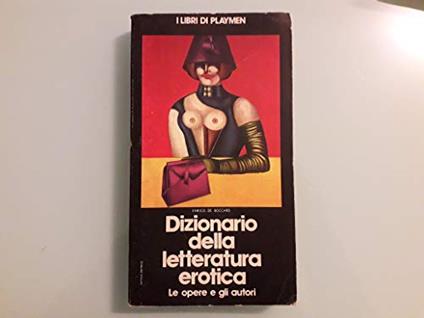 I LIBRI DI PLAYMEN
ENRICO DE BOCCARD
Dizionario
della
letteratura
erotica
Le opere e gli autori